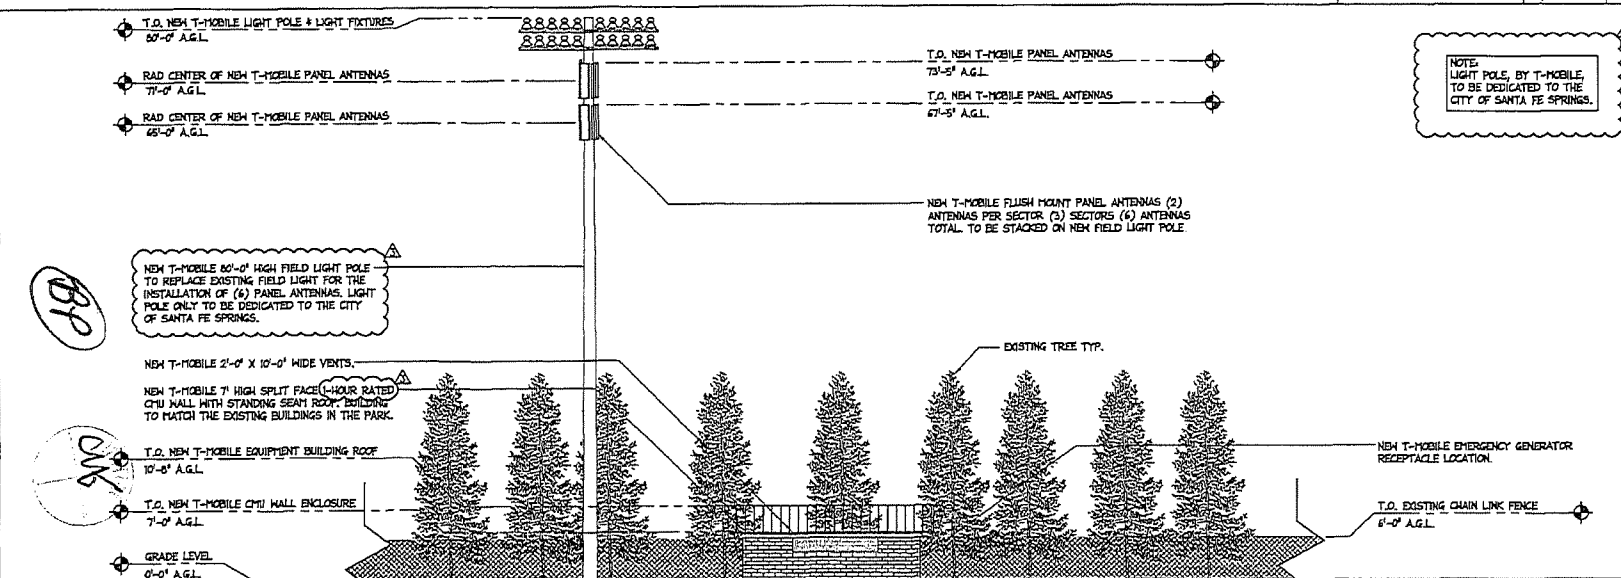 T.O. NEW T-MOBILE LIGHT POLE & LIGHT FIXTURES
80'-0" A.G.L.
RAD CENTER OF NEW T-MOBILE PANEL ANTENNAS
71'-0" A.G.L.
RAD CENTER OF NEW T-MOBILE PANEL ANTENNAS
65'-0" A.G.L.
T.O. NEW T-MOBILE PANEL ANTENNAS
73'-5" A.G.L.
T.O. NEW T-MOBILE PANEL ANTENNAS
67'-5" A.G.L.
NOTE:
LIGHT POLE, BY T-MOBILE,
TO BE DEDICATED TO THE
CITY OF SANTA FE SPRINGS.
NEW T-MOBILE FLUSH MOUNT PANEL ANTENNAS (2)
ANTENNAS PER SECTOR (3) SECTORS (6) ANTENNAS
TOTAL. TO BE STACKED ON NEW FIELD LIGHT POLE.
3
NEW T-MOBILE 80'-0" HIGH FIELD LIGHT POLE
TO REPLACE EXISTING FIELD LIGHT FOR THE
INSTALLATION OF (6) PANEL ANTENNAS. LIGHT
POLE ONLY TO BE DEDICATED TO THE CITY
OF SANTA FE SPRINGS.
EXISTING TREE TYP.
NEW T-MOBILE 2'-0" X 10'-0" WIDE VENTS.
3
NEW T-MOBILE 7' HIGH SPLIT FACE 1-HOUR RATED
CMU WALL WITH STANDING SEAM ROOF. BUILDING
TO MATCH THE EXISTING BUILDINGS IN THE PARK.
T.O. NEW T-MOBILE EQUIPMENT BUILDING ROOF
10'-8" A.G.L.
NEW T-MOBILE EMERGENCY GENERATOR
RECEPTACLE LOCATION.
T.O. NEW T-MOBILE CMU WALL ENCLOSURE
7'-0" A.G.L.
T.O. EXISTING CHAIN LINK FENCE
6'-0" A.G.L.
GRADE LEVEL
0'-0" A.G.L.